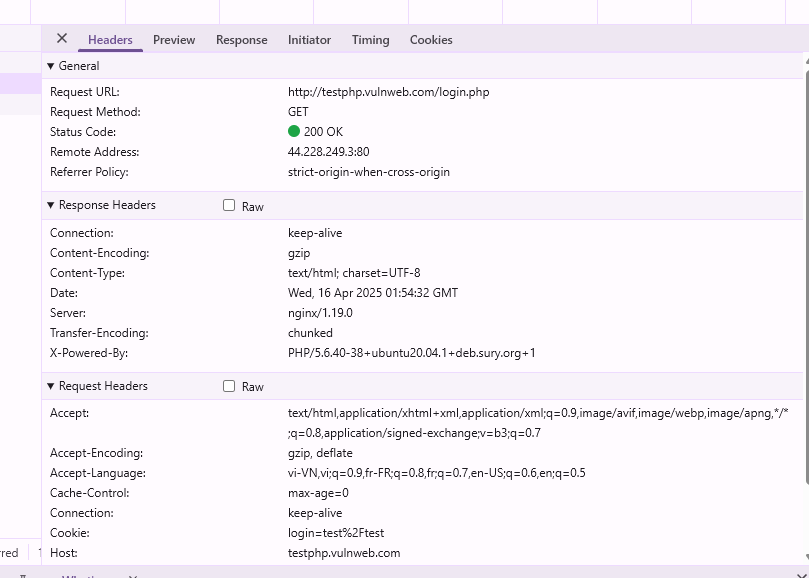 Headers Preview Response Initiator Timing Cookies
General
Request URL: http://testphp.vulnweb.com/login.php
Request Method: GET
Status Code: 200 OK
Remote Address: 44.228.249.3:80
Referrer Policy: strict-origin-when-cross-origin
Response Headers Raw
Connection: keep-alive
Content-Encoding: gzip
Content-Type: text/html; charset=UTF-8
Date: Wed, 16 Apr 2025 01:54:32 GMT
Server: nginx/1.19.0
Transfer-Encoding: chunked
X-Powered-By: PHP/5.6.40-38+ubuntu20.04.1+deb.sury.org+1
Request Headers Raw
Accept: text/html,application/xhtml+xml,application/xml;q=0.9,image/avif,image/webp,image/apng,*/*
;q=0.8,application/signed-exchange;v=b3;q=0.7
Accept-Encoding: gzip, deflate
Accept-Language: vi-VN,vi;q=0.9,fr-FR;q=0.8,fr;q=0.7,en-US;q=0.6,en;q=0.5
Cache-Control: max-age=0
Connection: keep-alive
Cookie: login=test%2Ftest
rred 1 Host: testphp.vulnweb.com